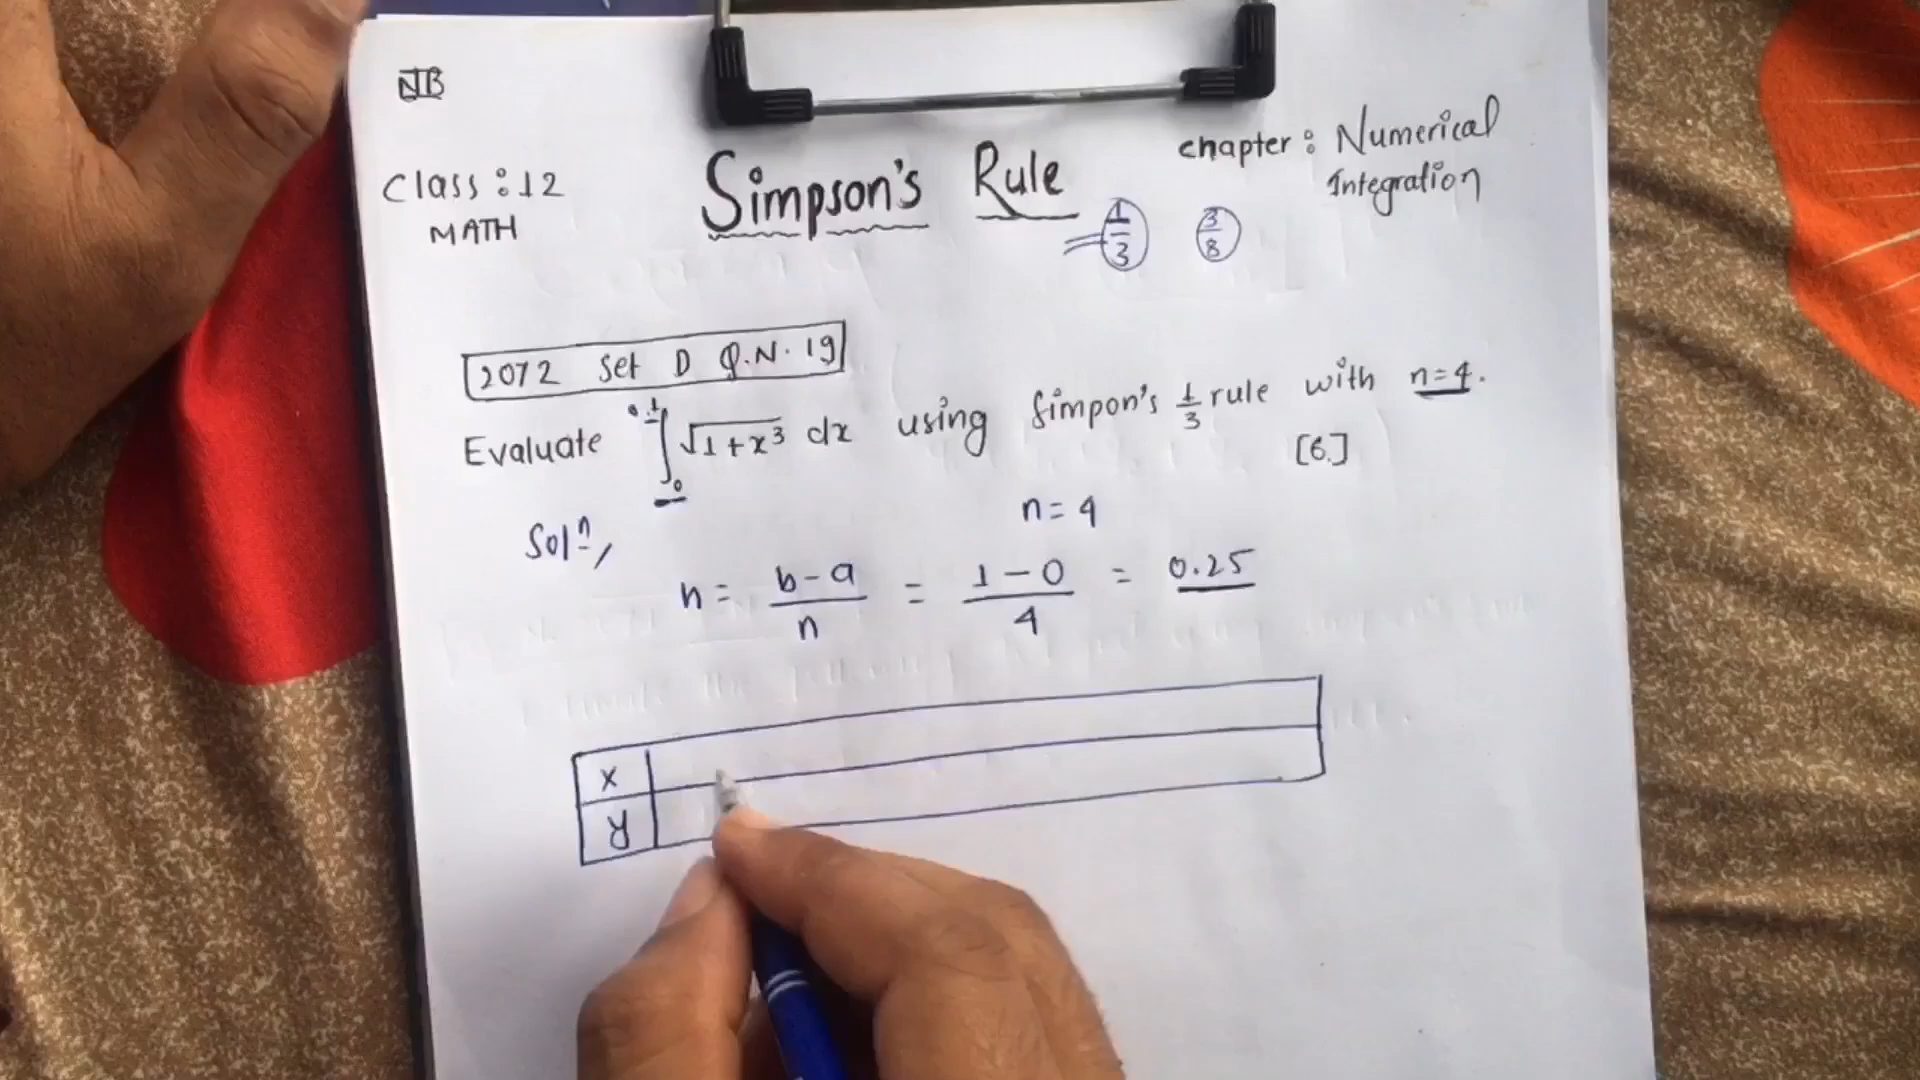 NB
Class : 12
MATH
Simpson's Rule
1/3 3/8
chapter : Numerical
Integration
2072 Set D Q.N. 19
Evaluate ∫₀¹ √1+x³ dx using Simpon's 1/3 rule with n=4.
[6.]
Solⁿ,
n = 4
h = b-a/n = 1-0/4 = 0.25
x
y